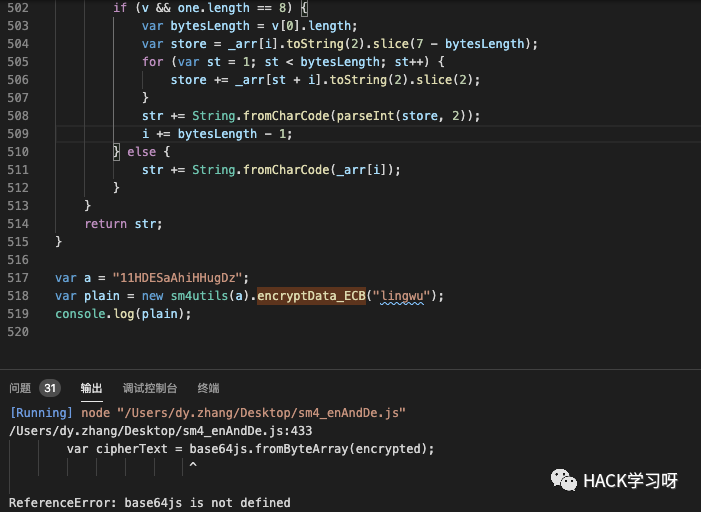 502 if (v && one.length == 8) {
503 var bytesLength = v[0].length;
504 var store = _arr[i].toString(2).slice(7 - bytesLength);
505 for (var st = 1; st < bytesLength; st++) {
506 store += _arr[st + i].toString(2).slice(2);
507 }
508 str += String.fromCharCode(parseInt(store, 2));
509 i += bytesLength - 1;
510 } else {
511 str += String.fromCharCode(_arr[i]);
512 }
513 }
514 return str;
515 }
516
517 var a = "11HDESaAhiHHugDz";
518 var plain = new sm4utils(a).encryptData_ECB("lingwu");
519 console.log(plain);
520
问题 31 输出 调试控制台 终端
[Running] node "/Users/dy.zhang/Desktop/sm4_enAndDe.js"
/Users/dy.zhang/Desktop/sm4_enAndDe.js:433
var cipherText = base64js.fromByteArray(encrypted);
^
HACK学习呀
ReferenceError: base64js is not defined